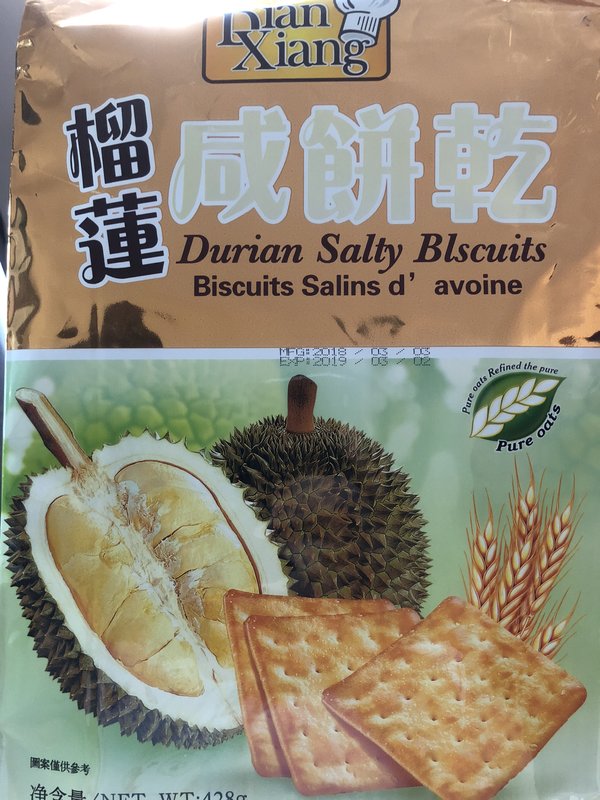 Dian
Xiang
榴蓮
咸餅乾
Durian Salty BIscuits
Biscuits Salins d' avoine
MFG:2018 / 03 / 03
EXP:2019 / 03 / 02
Pure oats Refined the pure
Pure oats
圖案僅供參考
净含量/NET WT:428g